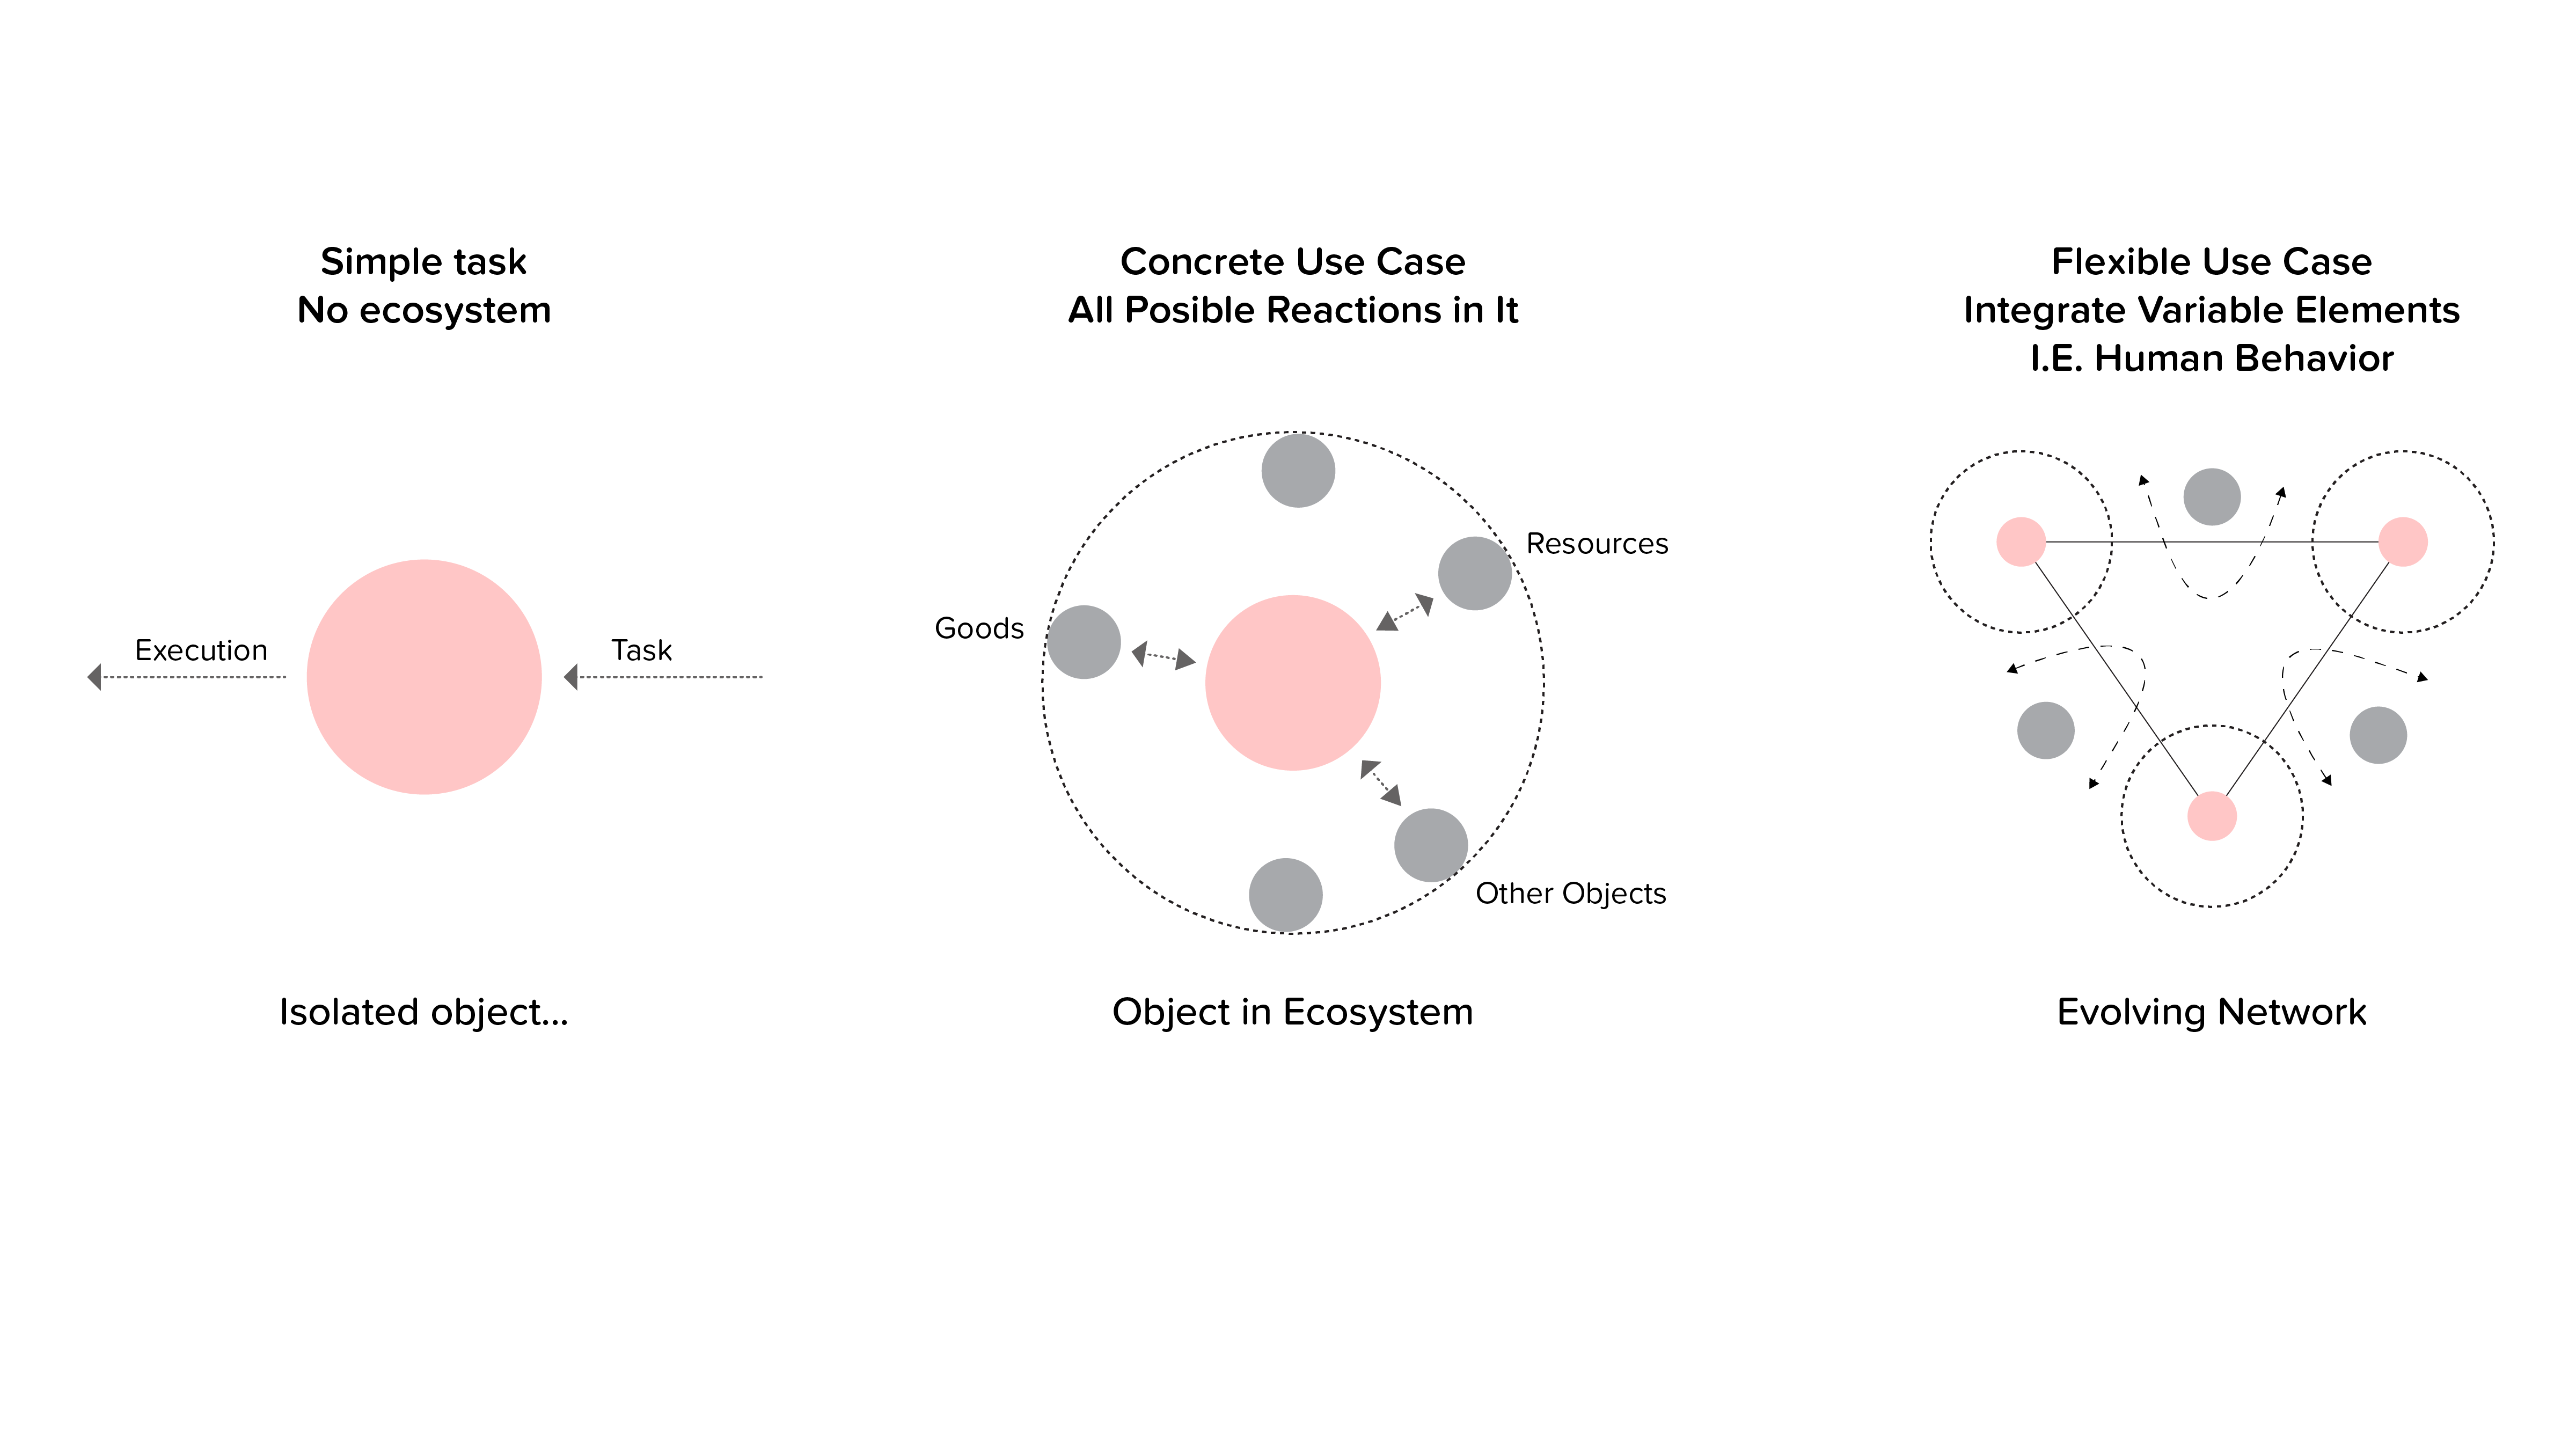 Simple task
No ecosystem
Execution
Task
Isolated object...
Concrete Use Case
All Posible Reactions in It
Resources
Goods
Other Objects
Object in Ecosystem
Flexible Use Case
Integrate Variable Elements
I.E. Human Behavior
Evolving Network